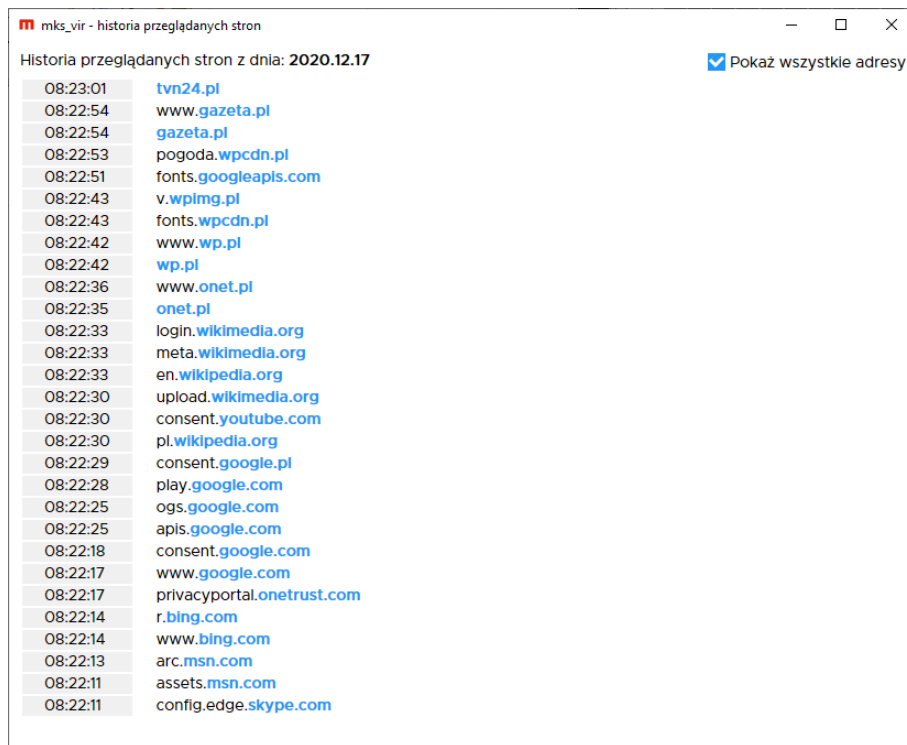 mks_vir - historia przeglądanych stron
Historia przeglądanych stron z dnia: 2020.12.17 Pokaż wszystkie adresy
08:23:01 tvn24.pl
08:22:54 www.gazeta.pl
08:22:54 gazeta.pl
08:22:53 pogoda.wpcdn.pl
08:22:51 fonts.googleapis.com
08:22:43 v.wpimg.pl
08:22:43 fonts.wpcdn.pl
08:22:42 www.wp.pl
08:22:42 wp.pl
08:22:36 www.onet.pl
08:22:35 onet.pl
08:22:33 login.wikimedia.org
08:22:33 meta.wikimedia.org
08:22:33 en.wikipedia.org
08:22:30 upload.wikimedia.org
08:22:30 consent.youtube.com
08:22:30 pl.wikipedia.org
08:22:29 consent.google.pl
08:22:28 play.google.com
08:22:25 ogs.google.com
08:22:25 apis.google.com
08:22:18 consent.google.com
08:22:17 www.google.com
08:22:17 privacyportal.onetrust.com
08:22:14 r.bing.com
08:22:14 www.bing.com
08:22:13 arc.msn.com
08:22:11 assets.msn.com
08:22:11 config.edge.skype.com